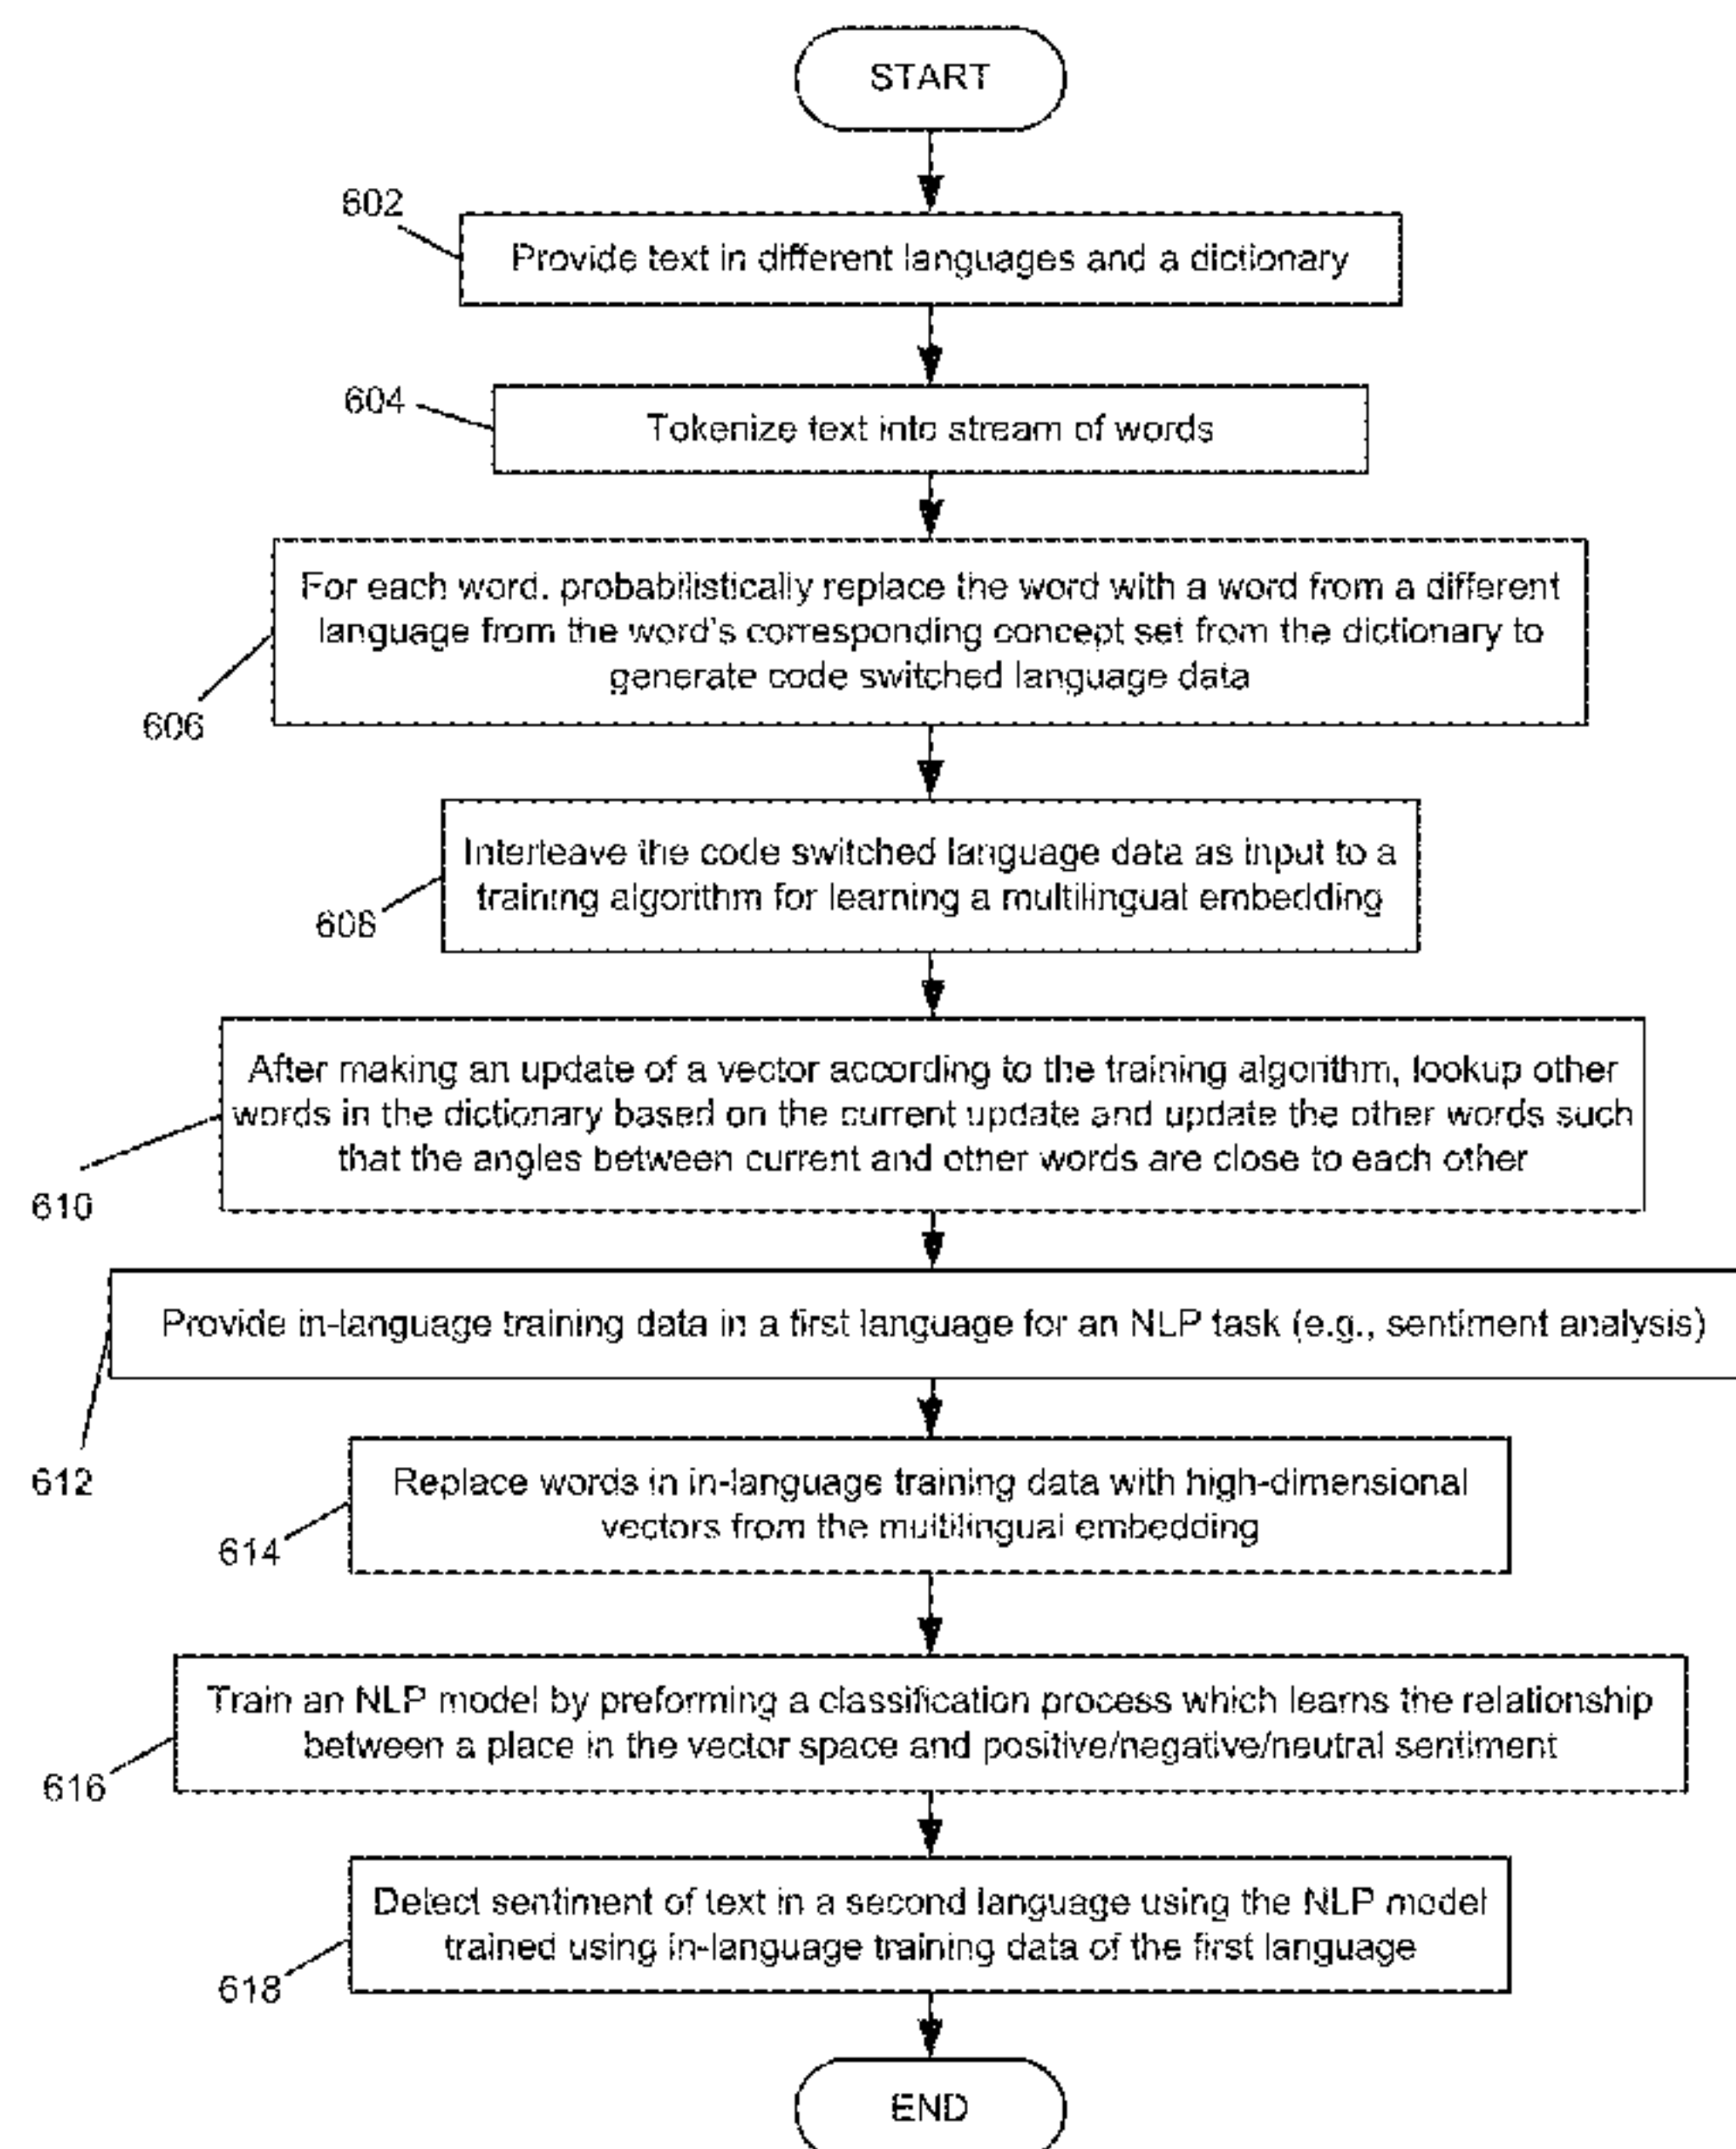 START
602
Provide text in different languages and a dictionary
604
Tokenize text into stream of words
For each word, probabilistically replace the word with a word from a different
language from the word's corresponding concept set from the dictionary to
generate code switched language data
606
Interleave the code switched language data as input to a
training algorithm for learning a multilingual embedding
608
After making an update of a vector according to the training algorithm, lookup other
words in the dictionary based on the current update and update the other words such
that the angles between current and other words are close to each other
610
Provide in-language training data in a first language for an NLP task (e.g., sentiment analysis)
612
Replace words in in-language training data with high-dimensional
vectors from the multilingual embedding
614
Train an NLP model by preforming a classification process which learns the relationship
between a place in the vector space and positive/negative/neutral sentiment
616
Detect sentiment of text in a second language using the NLP model
trained using in-language training data of the first language
618
END